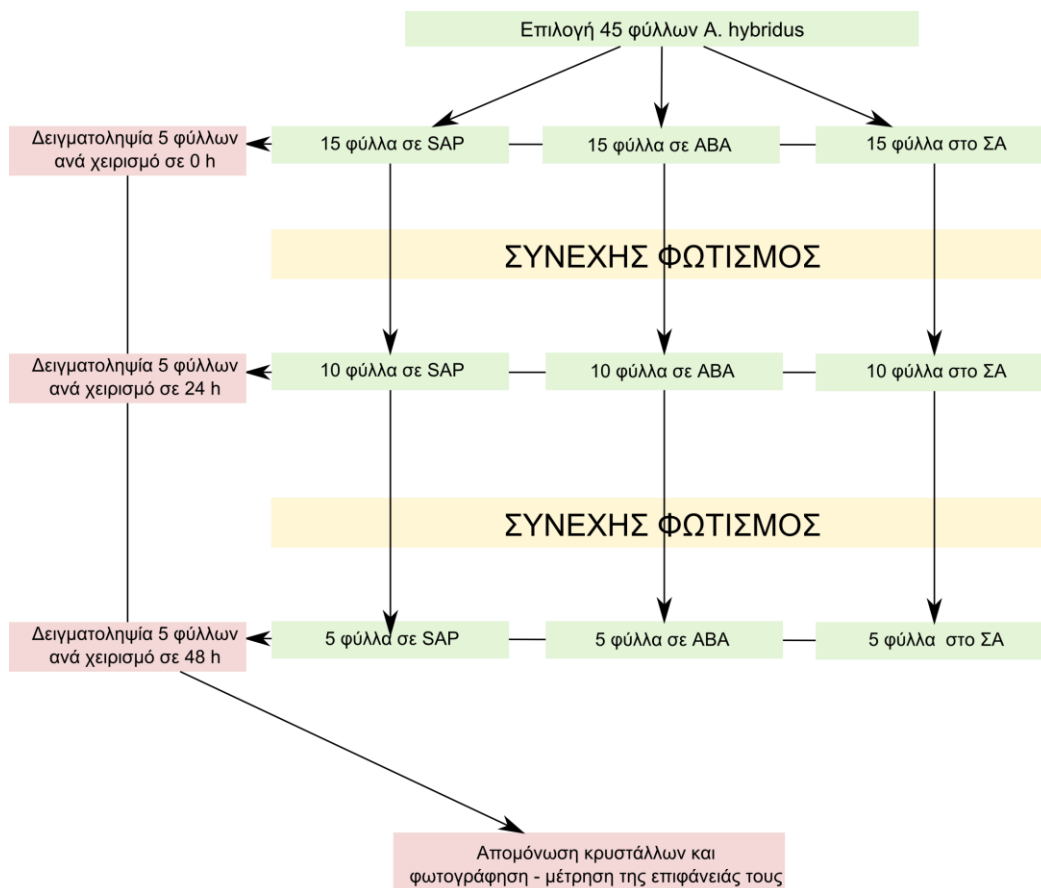 Επιλογή 45 φύλλων A. hybridus
Δειγματοληψία 5 φύλλων
ανά χειρισμό σε 0 h
15 φύλλα σε SAP
15 φύλλα σε ABA
15 φύλλα στο ΣΑ
ΣΥΝΕΧΗΣ ΦΩΤΙΣΜΟΣ
Δειγματοληψία 5 φύλλων
ανά χειρισμό σε 24 h
10 φύλλα σε SAP
10 φύλλα σε ABA
10 φύλλα στο ΣΑ
ΣΥΝΕΧΗΣ ΦΩΤΙΣΜΟΣ
Δειγματοληψία 5 φύλλων
ανά χειρισμό σε 48 h
5 φύλλα σε SAP
5 φύλλα σε ABA
5 φύλλα στο ΣΑ
Απομόνωση κρυστάλλων και
φωτογράφηση - μέτρηση της επιφάνειάς τους